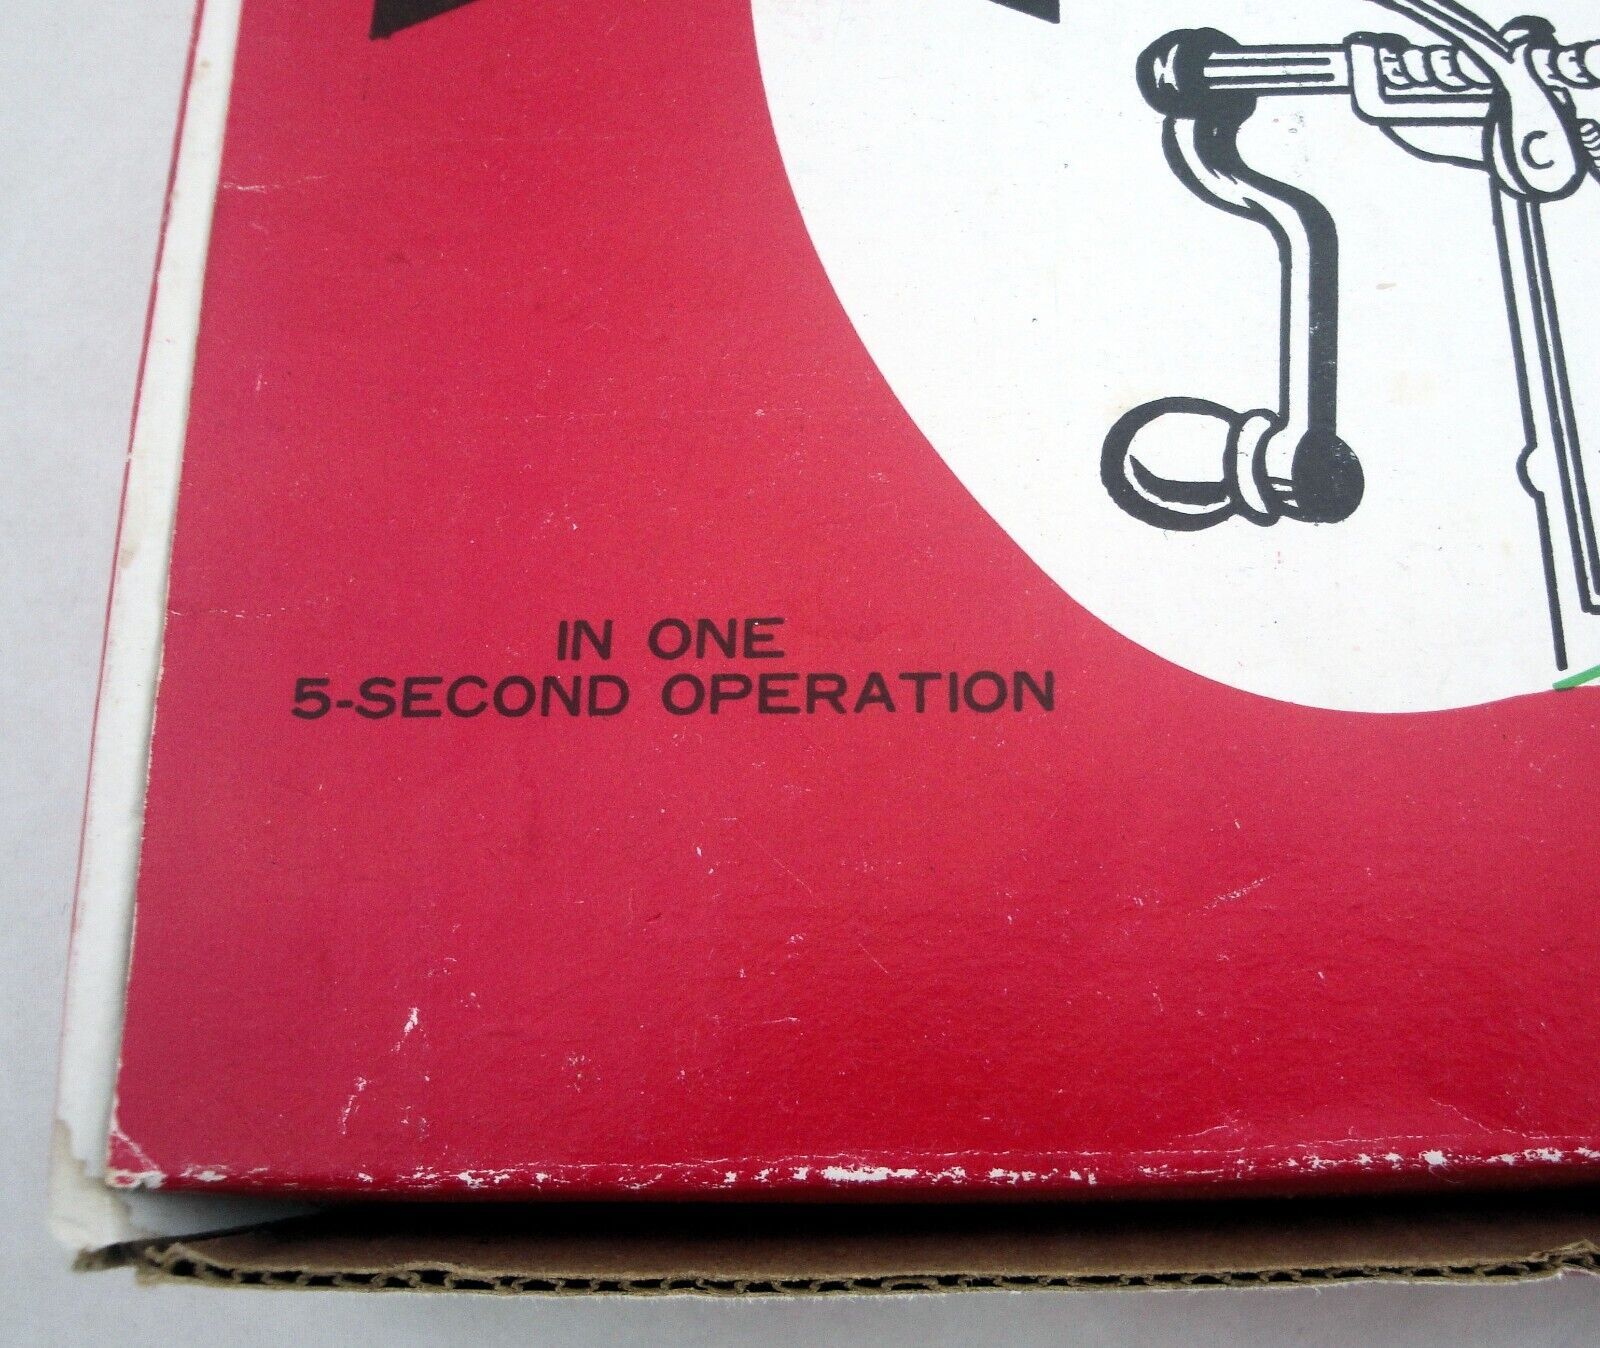 IN ONE
5-SECOND OPERATION
C